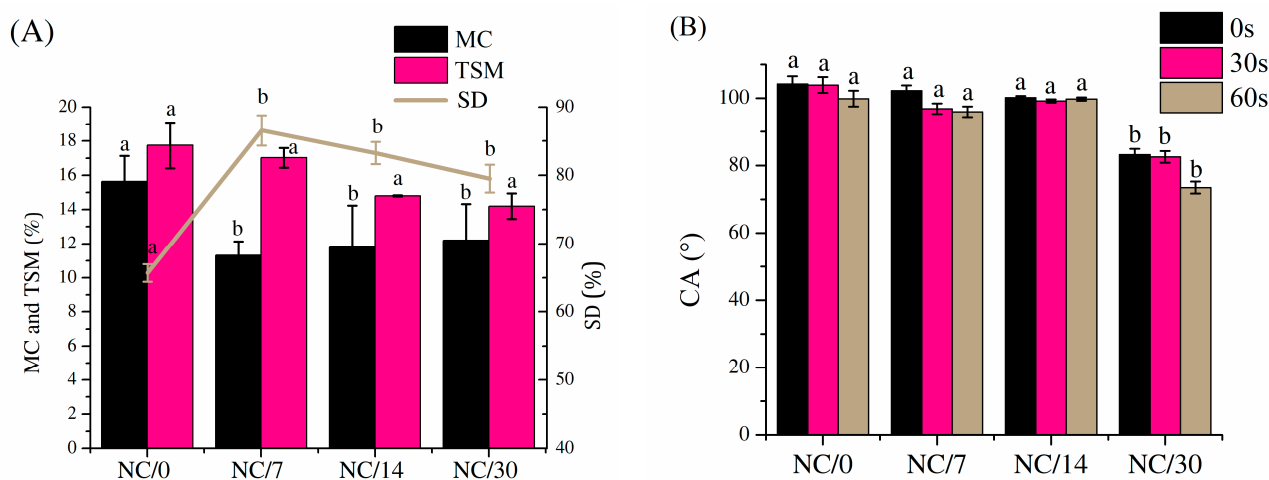 (A)
MC
TSM
SD
MC and TSM (%)
20
18
16
14
12
10
8
6
4
2
0
a
a
b
a
b
a
b
a
a
b
b
b
90
80
70
60
50
40
SD (%)
NC/0
NC/7
NC/14
NC/30
(B)
0s
30s
60s
CA (°)
100
80
60
40
20
0
a
a
a
a
a
a
a
a
a
b
b
b
NC/0
NC/7
NC/14
NC/30